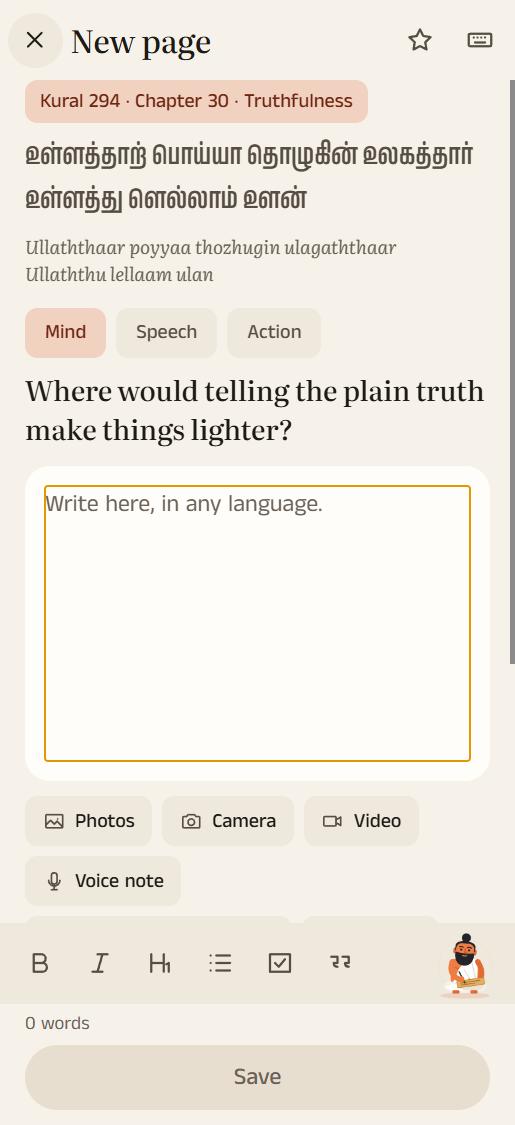 New page
Kural 294 · Chapter 30 · Truthfulness
உள்ளத்தாற் பொய்யா தொழுகின் உலகத்தார்
உள்ளத்து ளெல்லாம் உளன்
Ullaththaar poyyaa thozhugin ulagaththaar
Ullaththu lellaam ulan
Mind Speech Action
Where would telling the plain truth
make things lighter?
Write here, in any language.
Photos Camera Video
Voice note
B I H1
0 words
Save